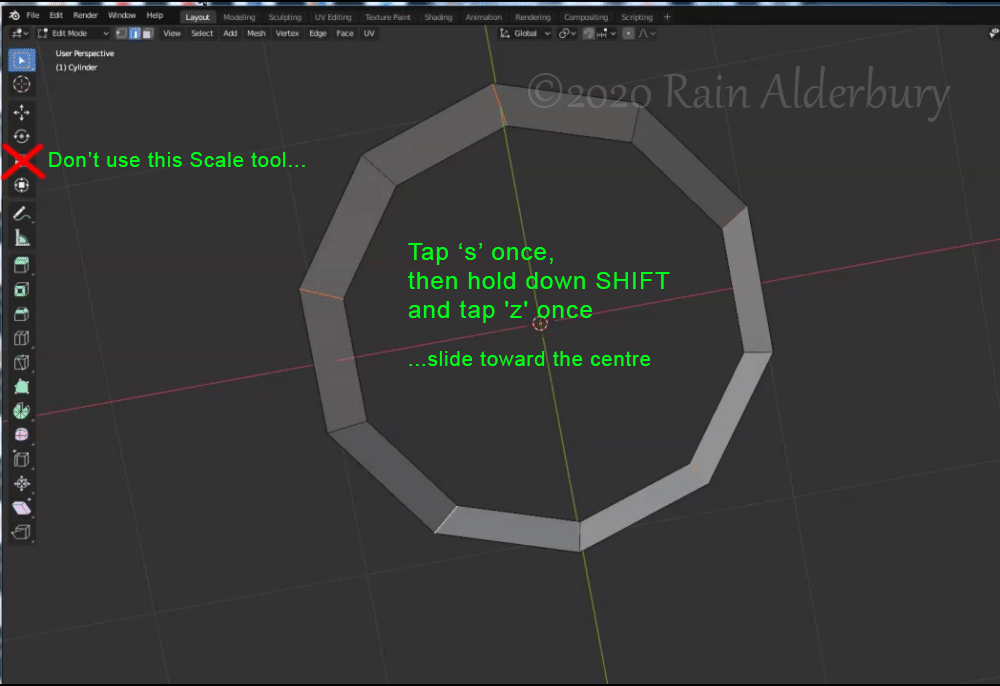 File Edit Render Window Help Layout Modeling Sculpting UV Editing Texture Paint Shading Animation Rendering Compositing Scripting +
Edit Mode View Select Add Mesh Vertex Edge Face UV Global
User Perspective
(1) Cylinder
©2020 Rain Alderbury
Don’t use this Scale tool...
Tap ‘s’ once,
then hold down SHIFT
and tap 'z' once
...slide toward the centre